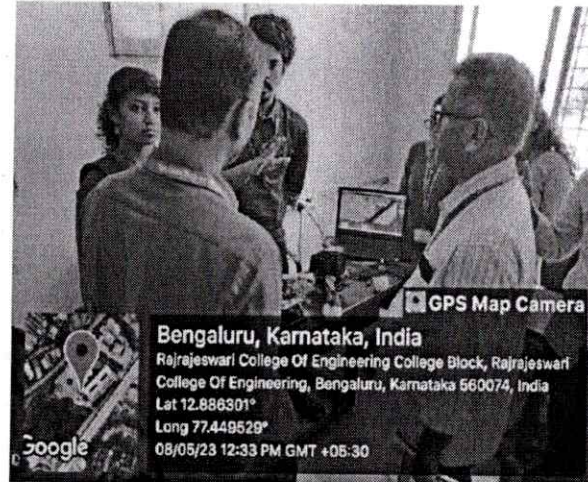 GPS Map Camera
Bengaluru, Karnataka, India
Rajrajeswari College Of Engineering College Block, Rajrajeswari
College Of Engineering, Bengaluru, Karnataka 560074, India
Lat 12.886301°
Long 77.449529°
08/05/23 12:33 PM GMT +05:30
Google